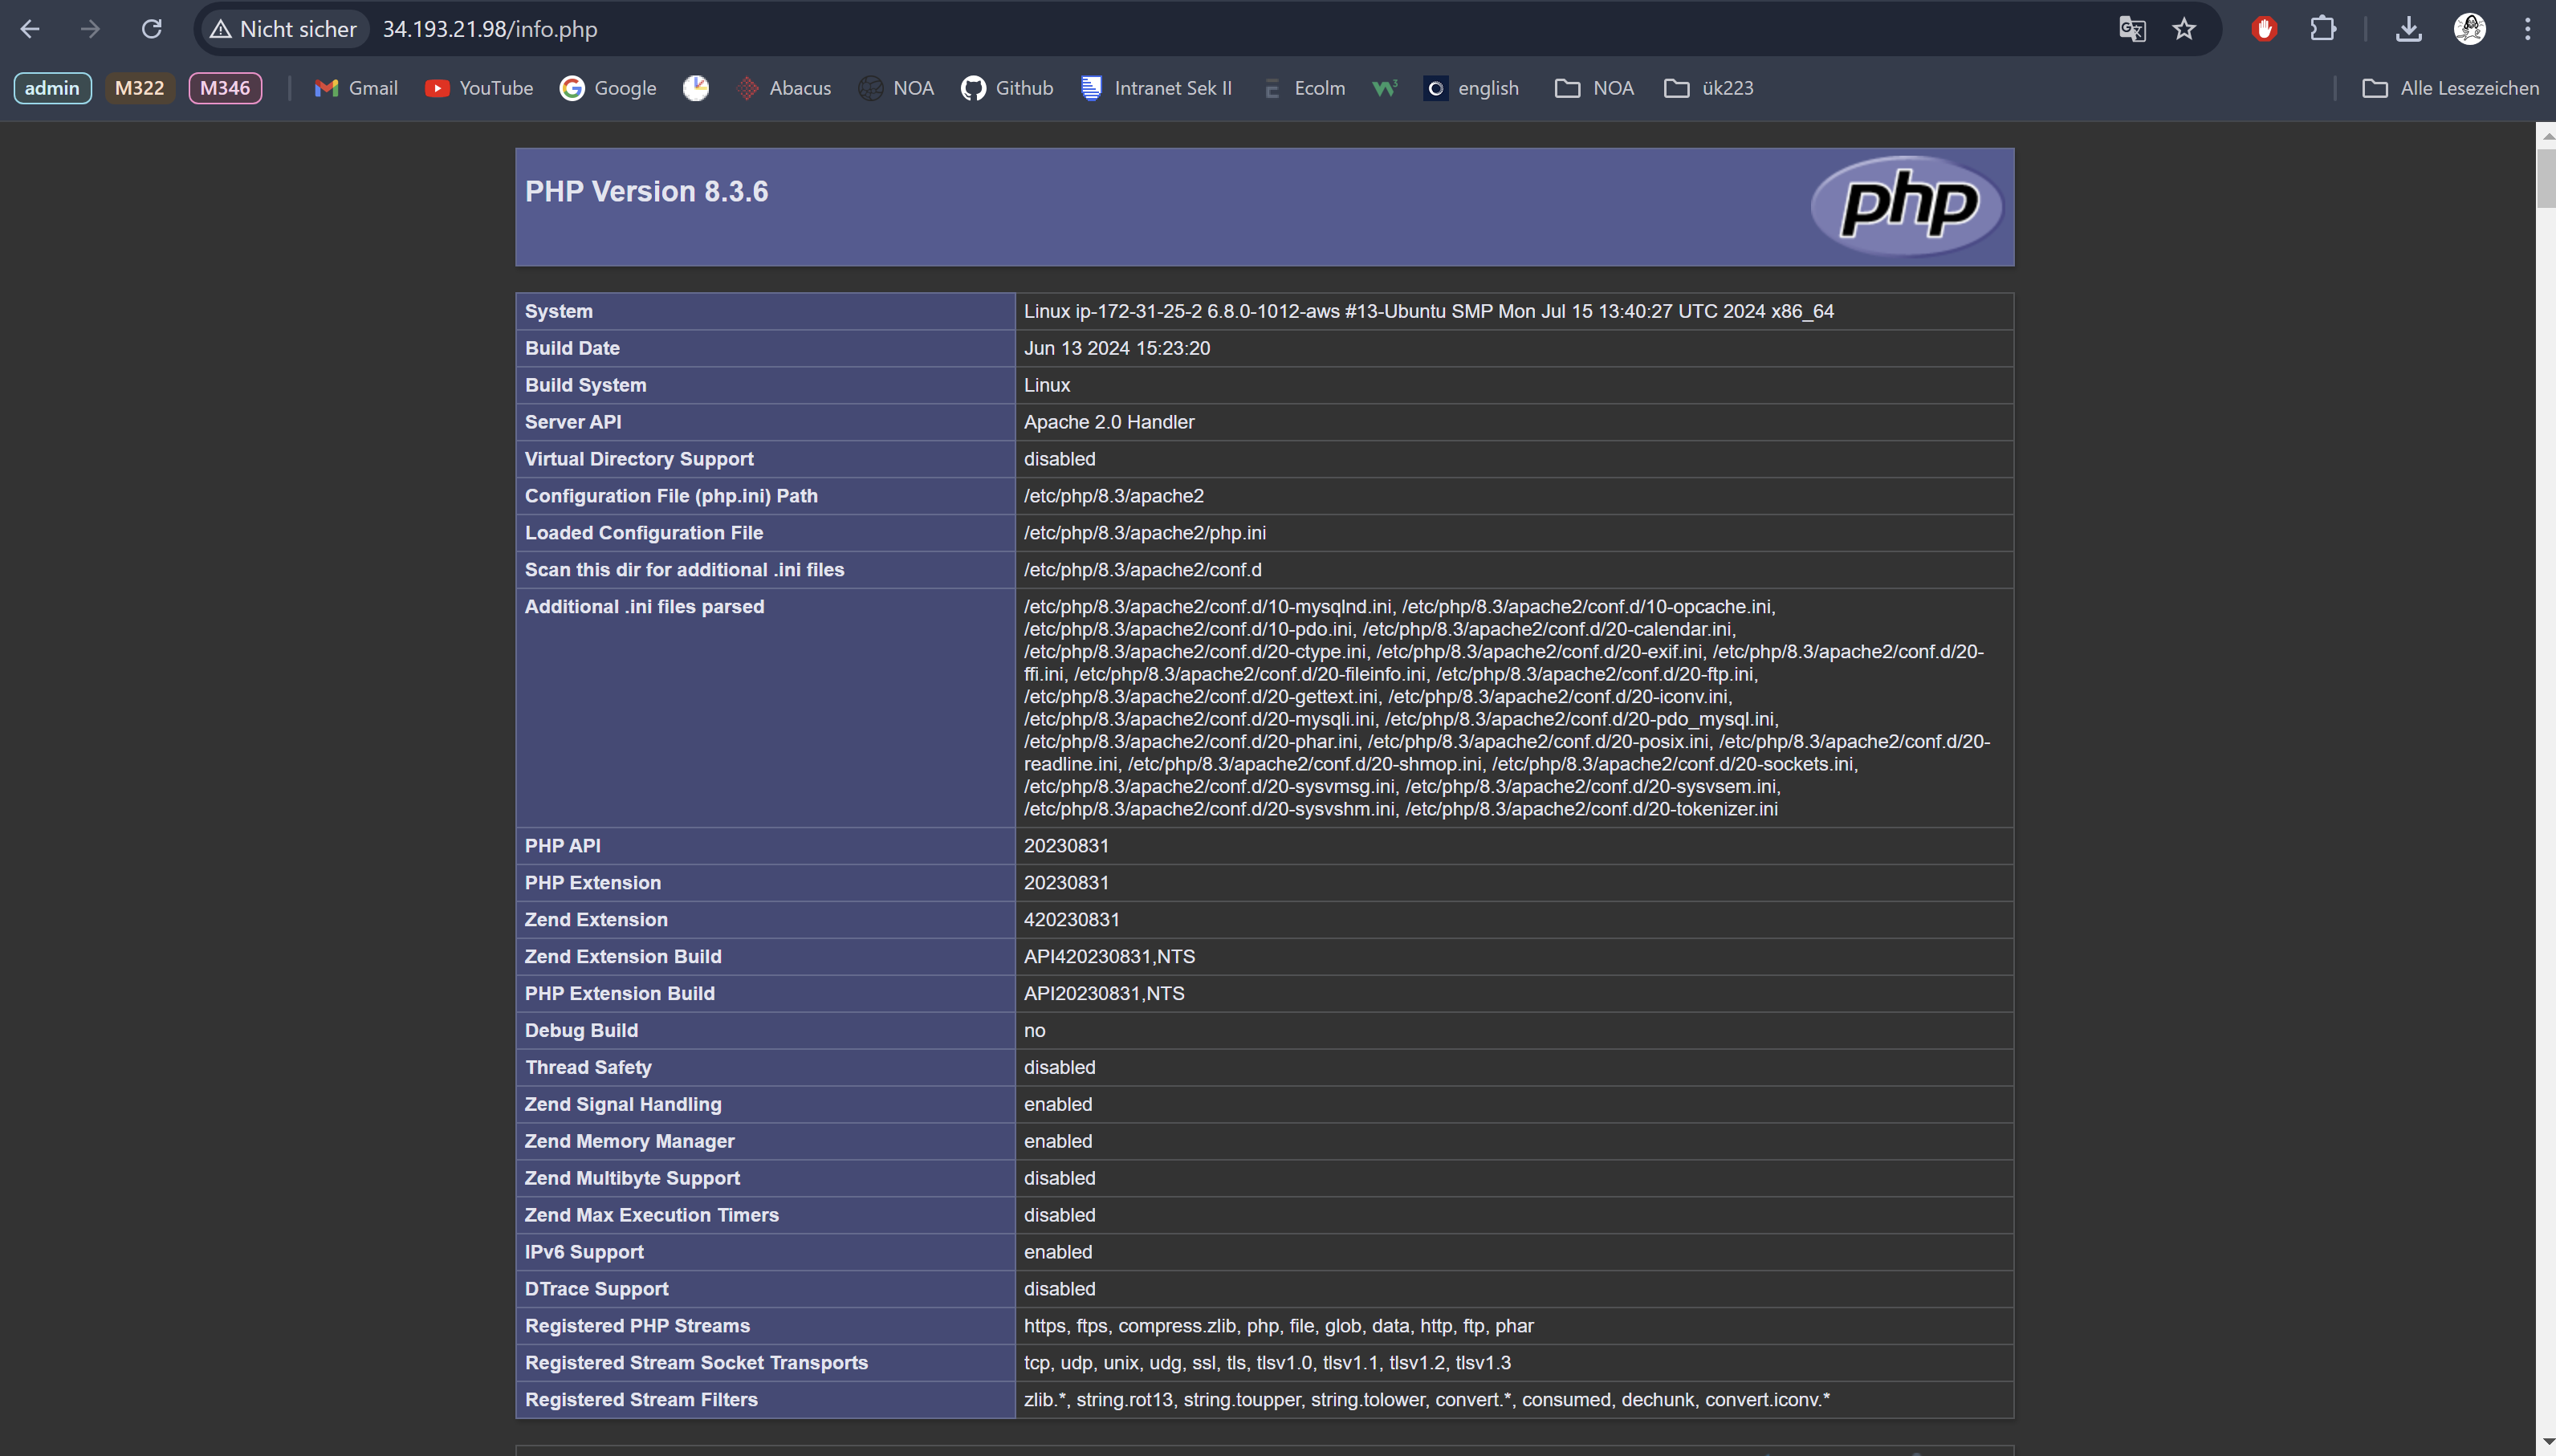 Nicht sicher 34.193.21.98/info.php
admin M322 M346 Gmail YouTube Google Abacus NOA Github Intranet Sek II Ecolm english NOA ük223 Alle Lesezeichen
PHP Version 8.3.6
php
System Linux ip-172-31-25-2 6.8.0-1012-aws #13-Ubuntu SMP Mon Jul 15 13:40:27 UTC 2024 x86_64
Build Date Jun 13 2024 15:23:20
Build System Linux
Server API Apache 2.0 Handler
Virtual Directory Support disabled
Configuration File (php.ini) Path /etc/php/8.3/apache2
Loaded Configuration File /etc/php/8.3/apache2/php.ini
Scan this dir for additional .ini files /etc/php/8.3/apache2/conf.d
Additional .ini files parsed /etc/php/8.3/apache2/conf.d/10-mysqlnd.ini, /etc/php/8.3/apache2/conf.d/10-opcache.ini,
/etc/php/8.3/apache2/conf.d/10-pdo.ini, /etc/php/8.3/apache2/conf.d/20-calendar.ini,
/etc/php/8.3/apache2/conf.d/20-ctype.ini, /etc/php/8.3/apache2/conf.d/20-exif.ini, /etc/php/8.3/apache2/conf.d/20-
ffi.ini, /etc/php/8.3/apache2/conf.d/20-fileinfo.ini, /etc/php/8.3/apache2/conf.d/20-ftp.ini,
/etc/php/8.3/apache2/conf.d/20-gettext.ini, /etc/php/8.3/apache2/conf.d/20-iconv.ini,
/etc/php/8.3/apache2/conf.d/20-mysqli.ini, /etc/php/8.3/apache2/conf.d/20-pdo_mysql.ini,
/etc/php/8.3/apache2/conf.d/20-phar.ini, /etc/php/8.3/apache2/conf.d/20-posix.ini, /etc/php/8.3/apache2/conf.d/20-
readline.ini, /etc/php/8.3/apache2/conf.d/20-shmop.ini, /etc/php/8.3/apache2/conf.d/20-sockets.ini,
/etc/php/8.3/apache2/conf.d/20-sysvmsg.ini, /etc/php/8.3/apache2/conf.d/20-sysvsem.ini,
/etc/php/8.3/apache2/conf.d/20-sysvshm.ini, /etc/php/8.3/apache2/conf.d/20-tokenizer.ini
PHP API 20230831
PHP Extension 20230831
Zend Extension 420230831
Zend Extension Build API420230831,NTS
PHP Extension Build API20230831,NTS
Debug Build no
Thread Safety disabled
Zend Signal Handling enabled
Zend Memory Manager enabled
Zend Multibyte Support disabled
Zend Max Execution Timers disabled
IPv6 Support enabled
DTrace Support disabled
Registered PHP Streams https, ftps, compress.zlib, php, file, glob, data, http, ftp, phar
Registered Stream Socket Transports tcp, udp, unix, udg, ssl, tls, tlsv1.0, tlsv1.1, tlsv1.2, tlsv1.3
Registered Stream Filters zlib.*, string.rot13, string.toupper, string.tolower, convert.*, consumed, dechunk, convert.iconv.*